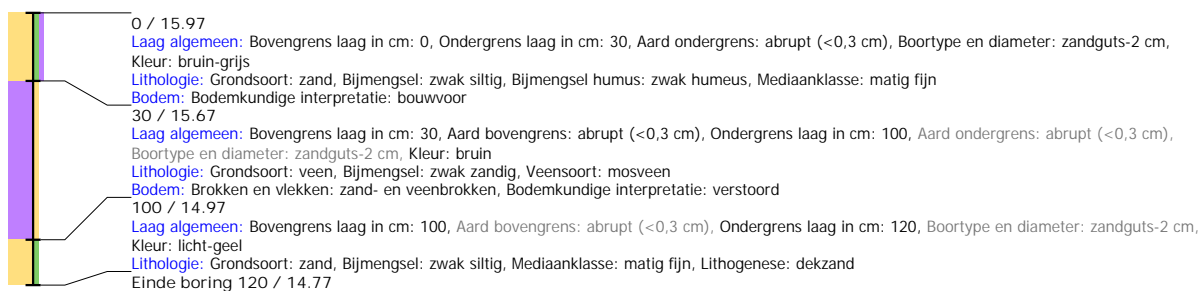 0 / 15.97
Laag algemeen: Bovengrens laag in cm: 0, Ondergrens laag in cm: 30, Aard ondergrens: abrupt (<0,3 cm), Boortype en diameter: zandguts-2 cm,
Kleur: bruin-grijs
Lithologie: Grondsoort: zand, Bijmengsel: zwak siltig, Bijmengsel humus: zwak humeus, Mediaanklasse: matig fijn
Bodem: Bodemkundige interpretatie: bouwvoor
30 / 15.67
Laag algemeen: Bovengrens laag in cm: 30, Aard bovengrens: abrupt (<0,3 cm), Ondergrens laag in cm: 100, Aard ondergrens: abrupt (<0,3 cm),
Boortype en diameter: zandguts-2 cm, Kleur: bruin
Lithologie: Grondsoort: veen, Bijmengsel: zwak zandig, Veensoort: mosveen
Bodem: Brokken en vlekken: zand- en veenbrokken, Bodemkundige interpretatie: verstoord
100 / 14.97
Laag algemeen: Bovengrens laag in cm: 100, Aard bovengrens: abrupt (<0,3 cm), Ondergrens laag in cm: 120, Boortype en diameter: zandguts-2 cm,
Kleur: licht-geel
Lithologie: Grondsoort: zand, Bijmengsel: zwak siltig, Mediaanklasse: matig fijn, Lithogenese: dekzand
Einde boring 120 / 14.77